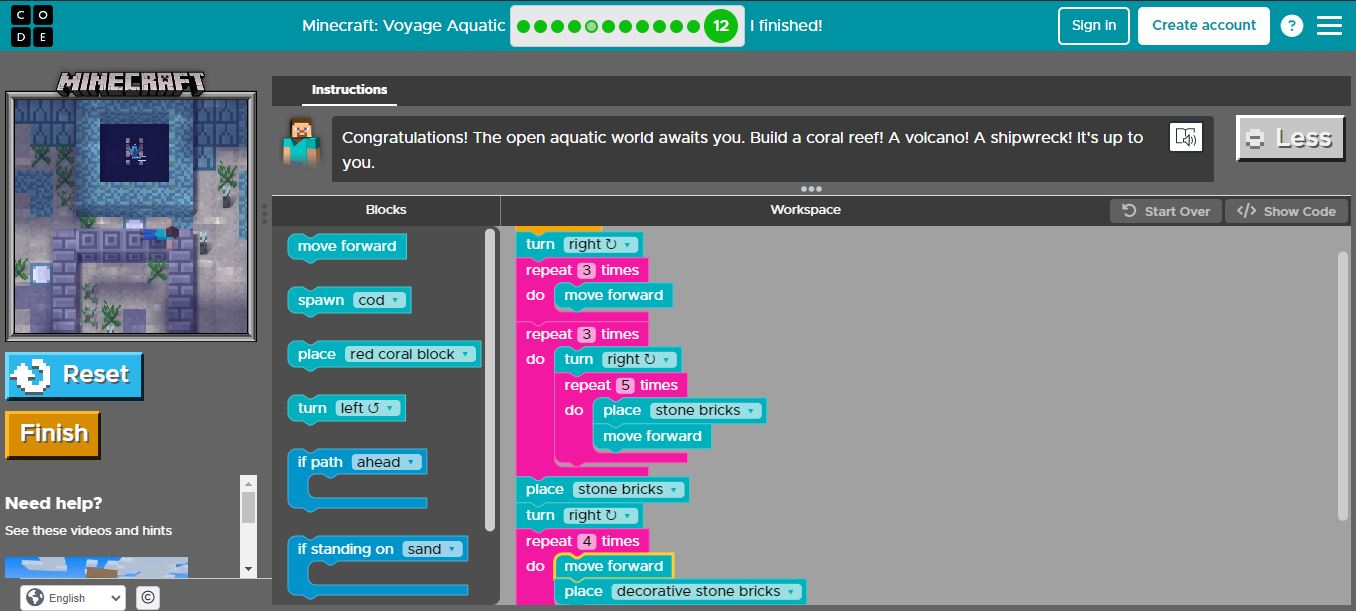 C O
D E
Minecraft: Voyage Aquatic
12
I finished!
Sign in
Create account
?
MINECRAFT
Instructions
Congratulations! The open aquatic world awaits you. Build a coral reef! A volcano! A shipwreck! It's up to
you.
Less
Blocks
Workspace
Start Over
</> Show Code
move forward
spawn cod
place red coral block
turn left ↺
if path ahead
if standing on sand
turn right ↻
repeat 3 times
do move forward
repeat 3 times
do turn right ↻
repeat 5 times
do place stone bricks
move forward
place stone bricks
turn right ↻
repeat 4 times
do move forward
place decorative stone bricks
Reset
Finish
Need help?
See these videos and hints
English
©